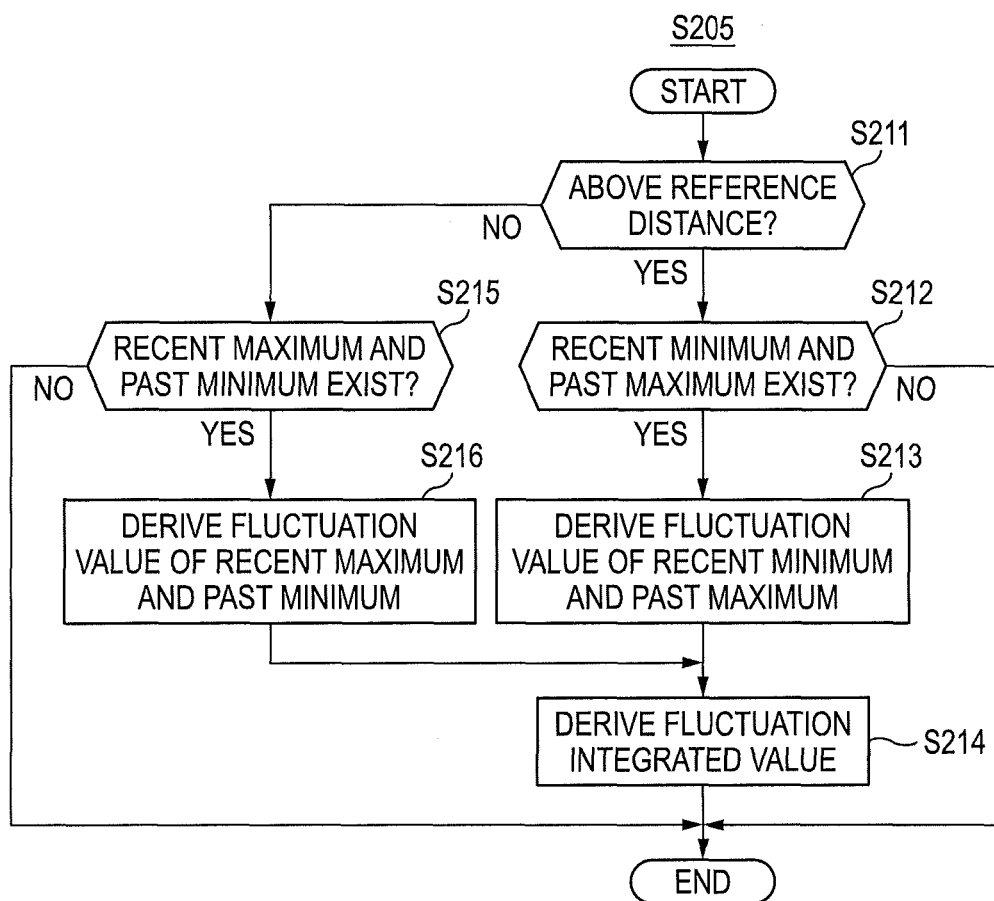 S205
START
S211
ABOVE REFERENCE
DISTANCE?
NO
YES
S215
S212
RECENT MAXIMUM AND
PAST MINIMUM EXIST?
RECENT MINIMUM AND
PAST MAXIMUM EXIST?
NO
NO
YES
YES
S216
S213
DERIVE FLUCTUATION
VALUE OF RECENT MAXIMUM
AND PAST MINIMUM
DERIVE FLUCTUATION
VALUE OF RECENT MINIMUM
AND PAST MAXIMUM
DERIVE FLUCTUATION
INTEGRATED VALUE
S214
END